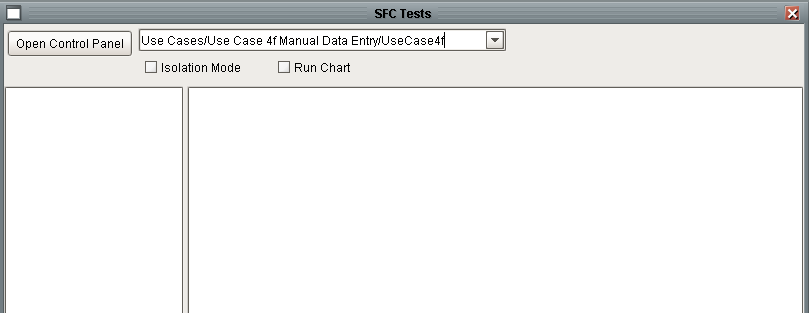 SFC Tests
Open Control Panel
Use Cases/Use Case 4f Manual Data Entry/UseCase4f
Isolation Mode
Run Chart